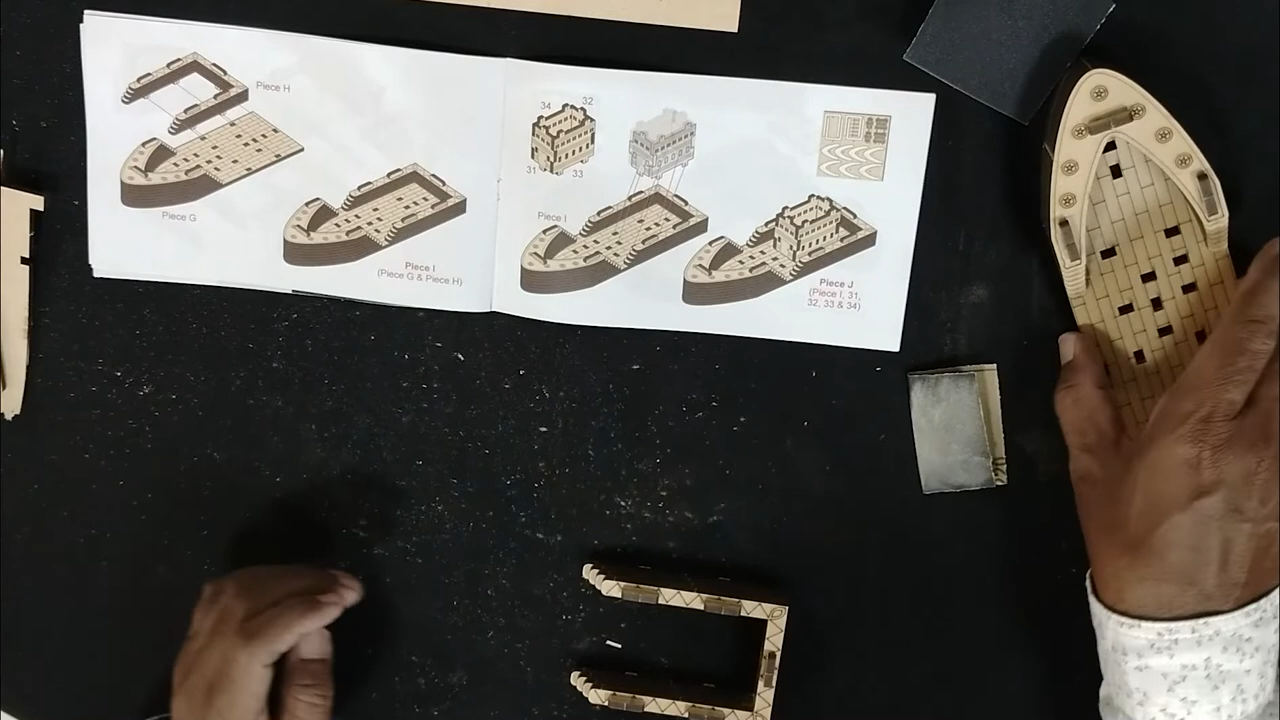 Piece H
Piece G
Piece I
(Piece G & Piece H)
34
32
31
33
Piece I
Piece J
(Piece I, 31,
32, 33 & 34)